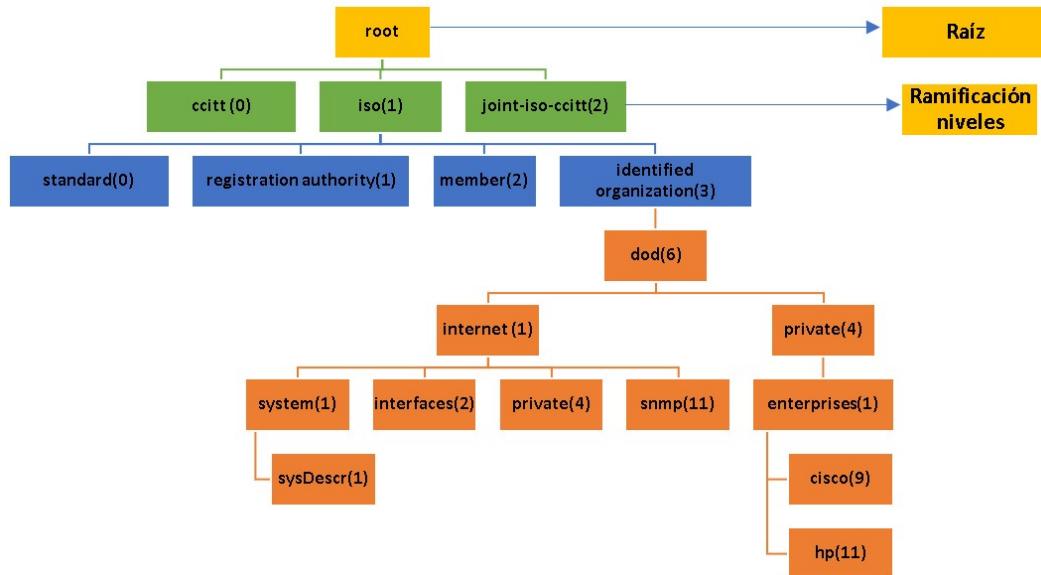 root
Raíz
ccitt (0)
iso(1)
joint-iso-ccitt(2)
Ramificación
niveles
standard(0)
registration authority(1)
member(2)
identified
organization(3)
dod(6)
internet (1)
private(4)
system(1)
interfaces(2)
private(4)
snmp(11)
enterprises(1)
sysDescr(1)
cisco(9)
hp(11)